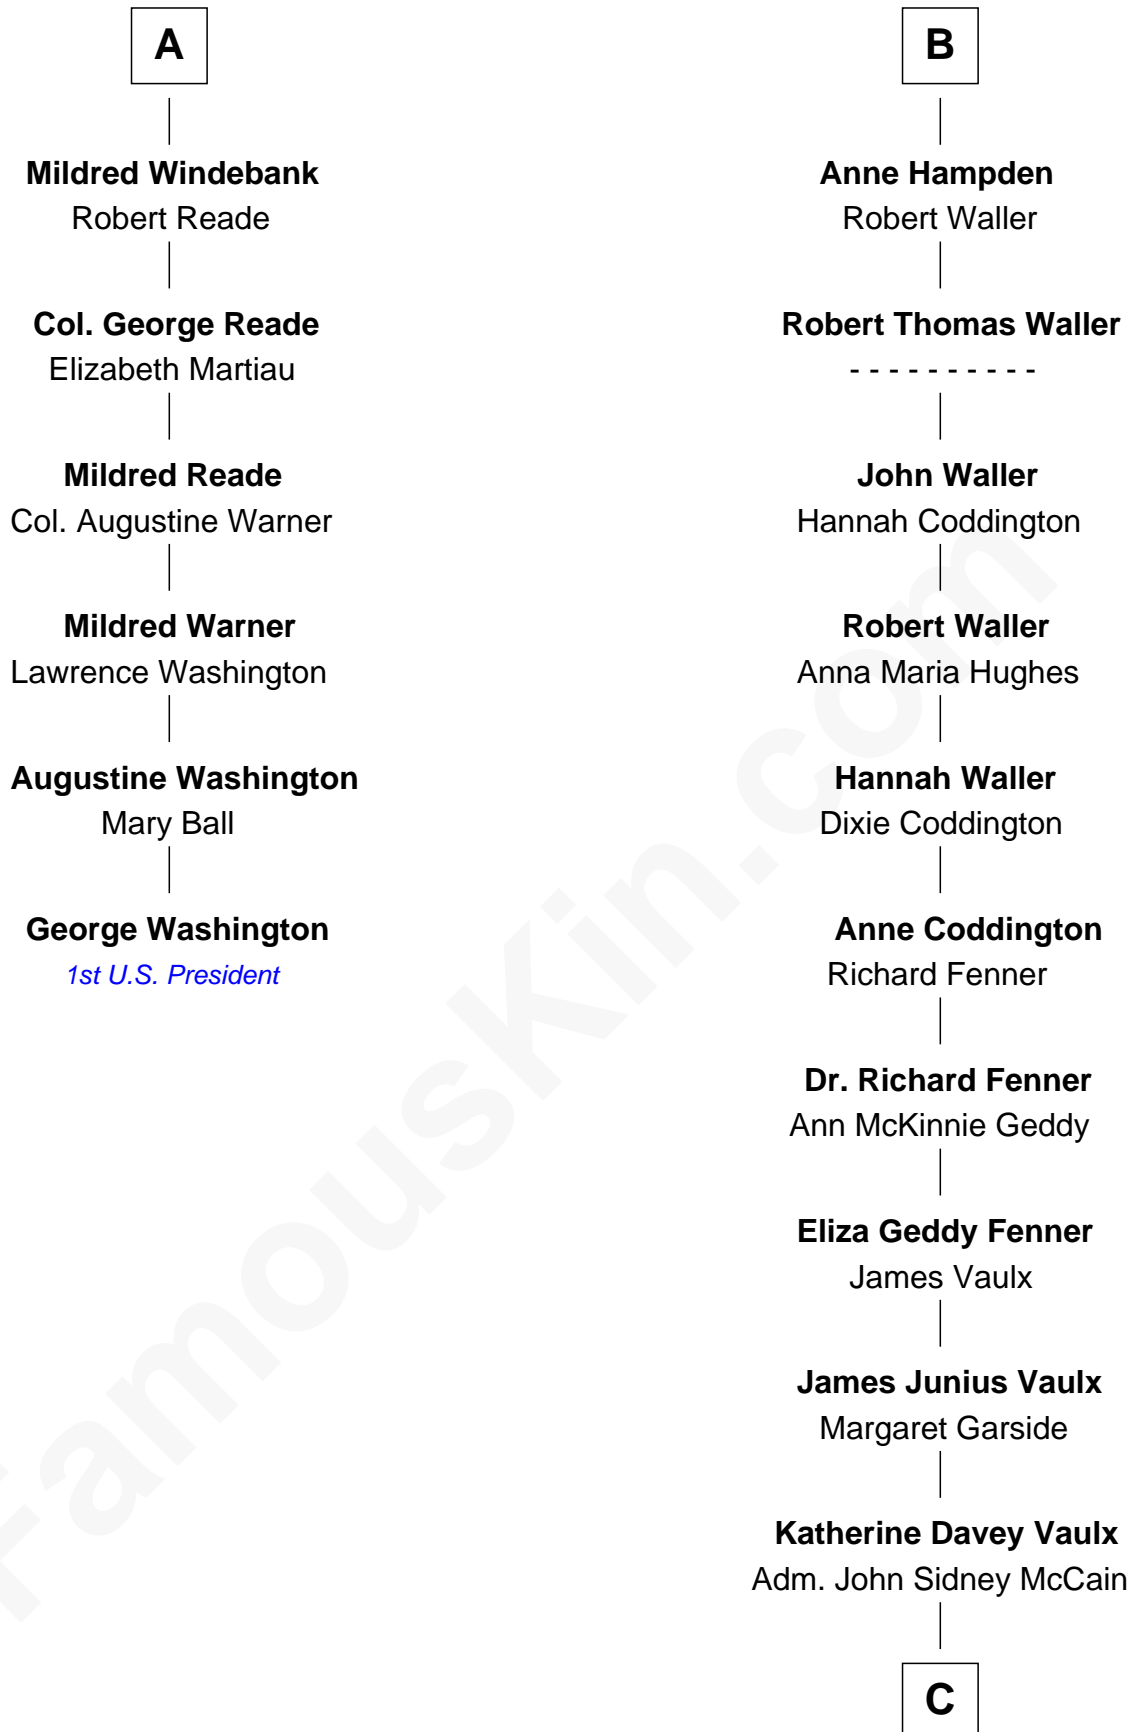 A
Mildred Windebank
Robert Reade
Col. George Reade
Elizabeth Martiau
Mildred Reade
Col. Augustine Warner
Mildred Warner
Lawrence Washington
Augustine Washington
Mary Ball
George Washington
1st U.S. President
B
Anne Hampden
Robert Waller
Robert Thomas Waller
- - - - - - - - - -
John Waller
Hannah Coddington
Robert Waller
Anna Maria Hughes
Hannah Waller
Dixie Coddington
Anne Coddington
Richard Fenner
Dr. Richard Fenner
Ann McKinnie Geddy
Eliza Geddy Fenner
James Vaulx
James Junius Vaulx
Margaret Garside
Katherine Davey Vaulx
Adm. John Sidney McCain
C
FamousKin.com